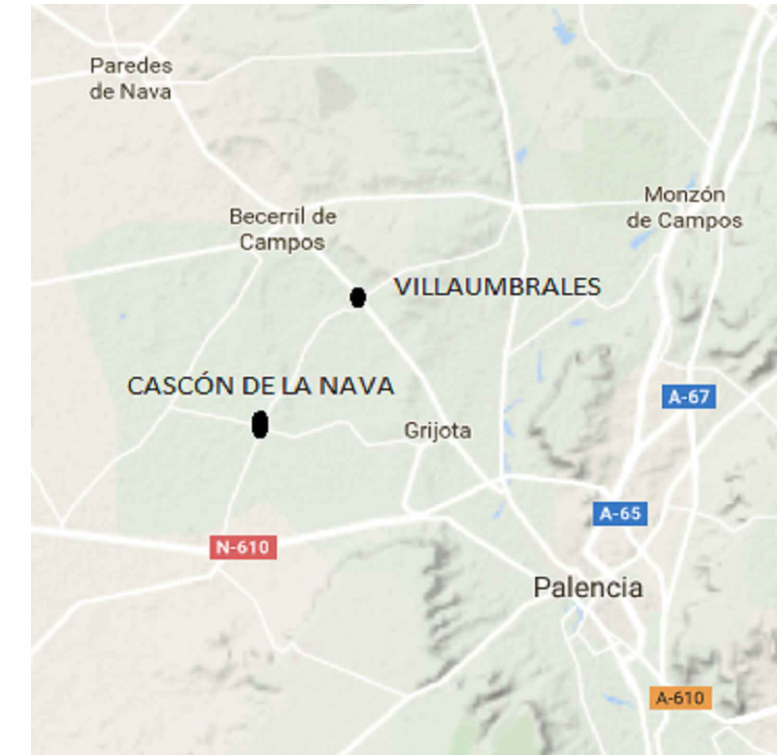 Paredes
de Nava
Monzón
de Campos
Becerril de
Campos
VILLAUMBRALES
CASCÓN DE LA NAVA
A-67
Grijota
A-65
N-610
Palencia
A-610